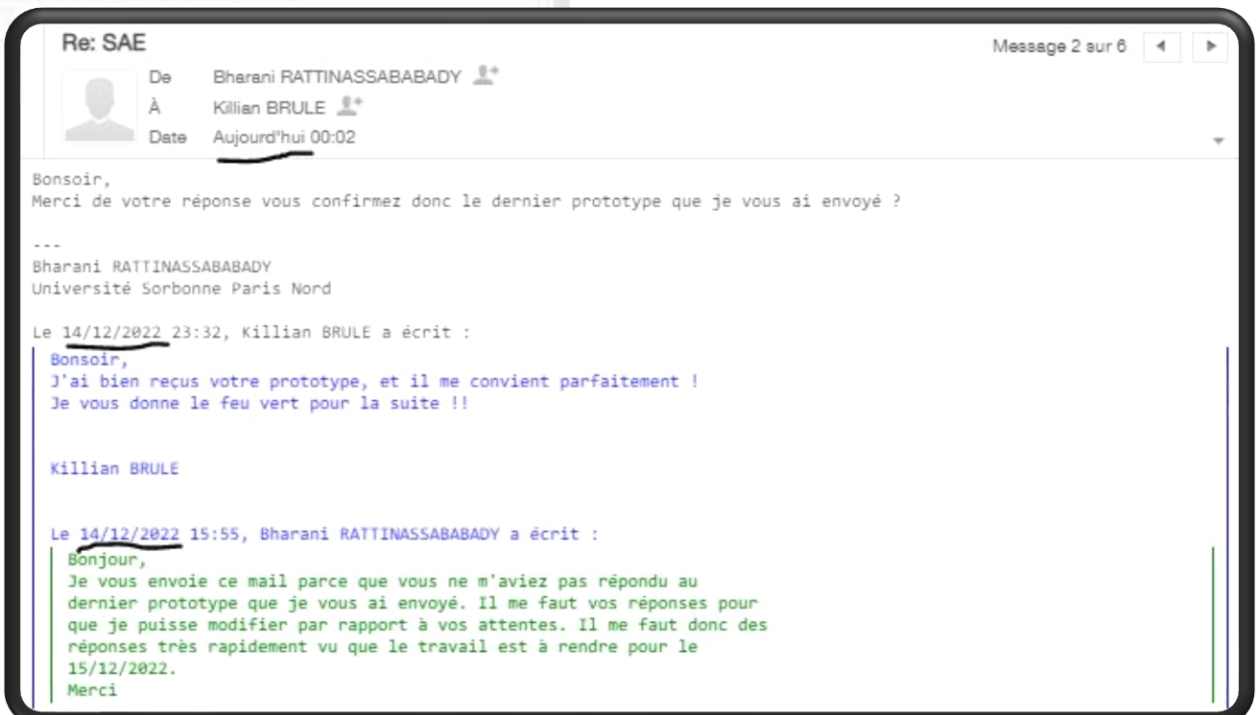 Re: SAE
Message 2 sur 6
De Bharani RATTINASSABABADY
À Killian BRULE
Date Aujourd'hui 00:02
Bonsoir,
Merci de votre réponse vous confirmez donc le dernier prototype que je vous ai envoyé ?
---
Bharani RATTINASSABABADY
Université Sorbonne Paris Nord
Le 14/12/2022 23:32, Killian BRULE a écrit :
Bonsoir,
J'ai bien reçus votre prototype, et il me convient parfaitement !
Je vous donne le feu vert pour la suite !!
Killian BRULE
Le 14/12/2022 15:55, Bharani RATTINASSABABADY a écrit :
Bonjour,
Je vous envoie ce mail parce que vous ne m'aviez pas répondu au
dernier prototype que je vous ai envoyé. Il me faut vos réponses pour
que je puisse modifier par rapport à vos attentes. Il me faut donc des
réponses très rapidement vu que le travail est à rendre pour le
15/12/2022.
Merci